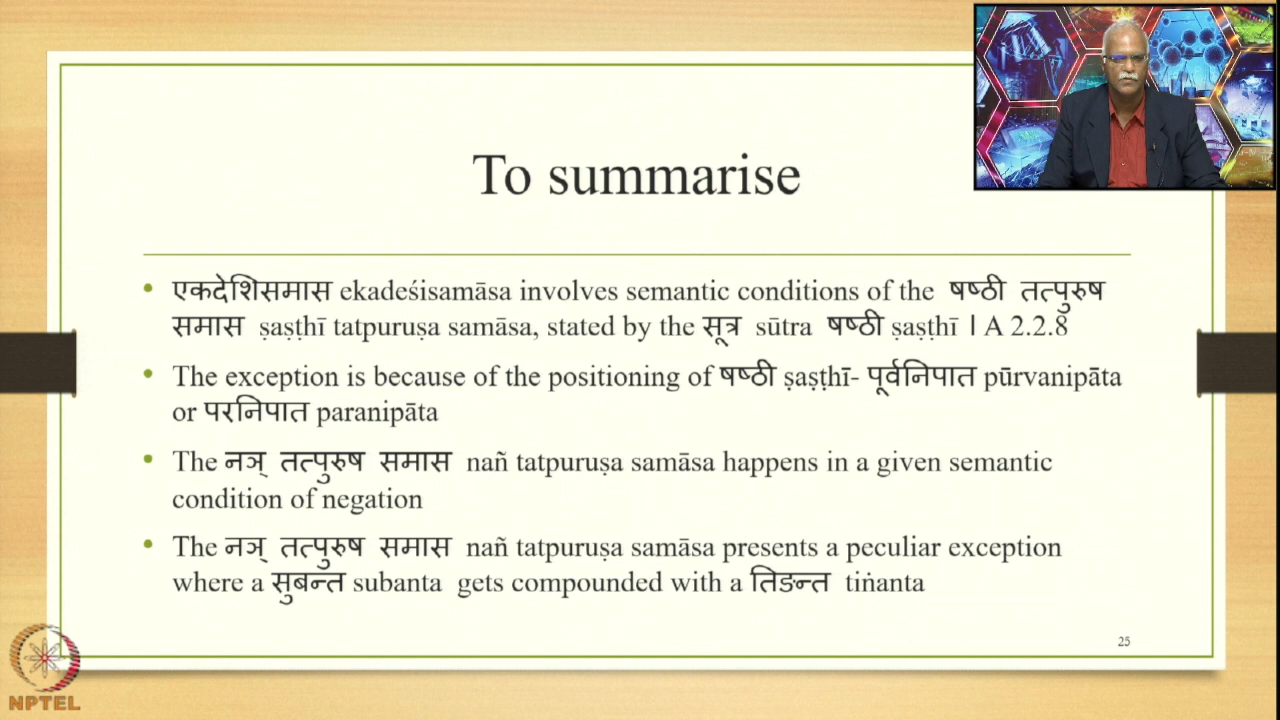 To summarise
• एकदेशिसमास ekadeśisamāsa involves semantic conditions of the षष्ठी तत्पुरुष
समास ṣaṣṭhī tatpuruṣa samāsa, stated by the सूत्र sūtra षष्ठी ṣaṣṭhī । A 2.2.8
• The exception is because of the positioning of षष्ठी ṣaṣṭhī- पूर्वनिपात pūrvanipāta
or परनिपात paranipāta
• The नञ् तत्पुरुष समास nañ tatpuruṣa samāsa happens in a given semantic
condition of negation
• The नञ् तत्पुरुष समास nañ tatpuruṣa samāsa presents a peculiar exception
where a सुबन्त subanta gets compounded with a तिङन्त tiṅanta
25
NPTEL